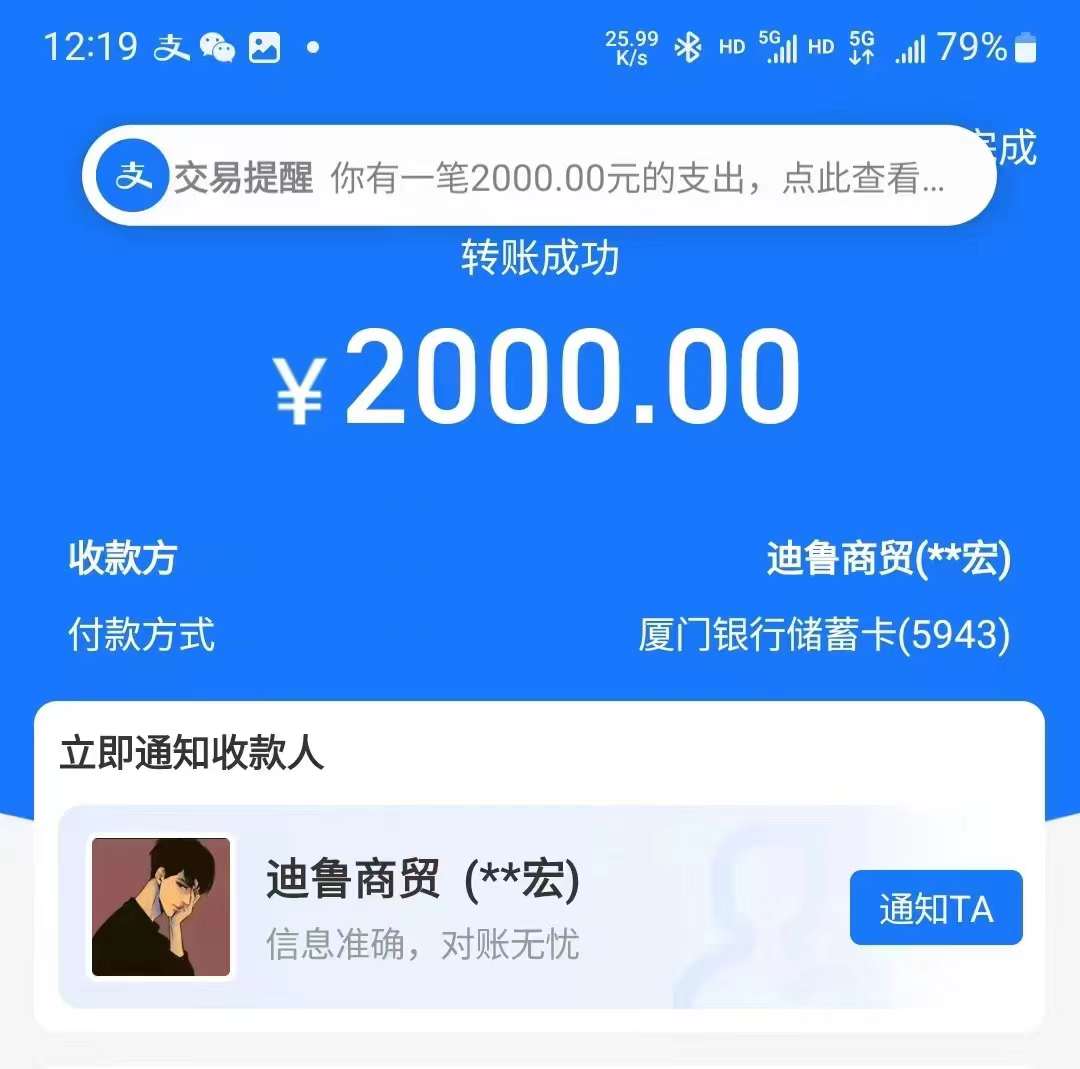 12:19 25.99 K/s HD 5G HD 5G 79%
完成
支 交易提醒 你有一笔2000.00元的支出，点此查看...
转账成功
¥2000.00
收款方 迪鲁商贸(**宏)
付款方式 厦门银行储蓄卡(5943)
立即通知收款人
迪鲁商贸 (**宏)
信息准确，对账无忧
通知TA